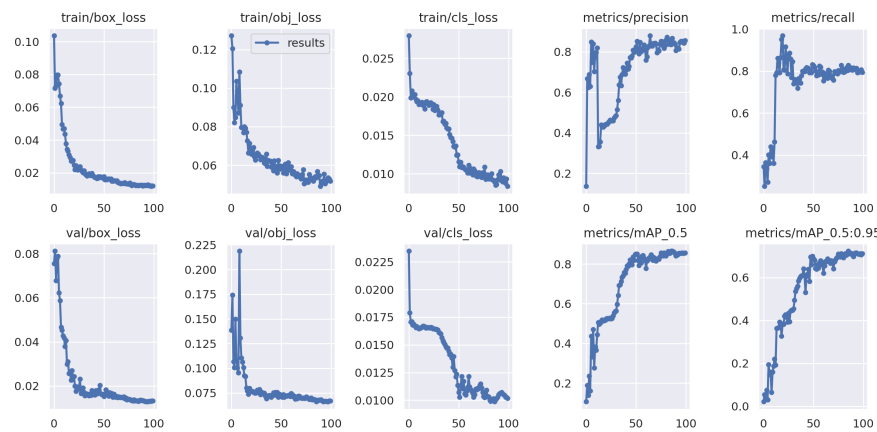 train/box_loss
0.10
0.08
0.06
0.04
0.02
0 50 100
train/obj_loss
results
0.12
0.10
0.08
0.06
0 50 100
train/cls_loss
0.025
0.020
0.015
0.010
0 50 100
metrics/precision
0.8
0.6
0.4
0.2
0 50 100
metrics/recall
1.0
0.8
0.6
0.4
0 50 100
val/box_loss
0.08
0.06
0.04
0.02
0 50 100
val/obj_loss
0.225
0.200
0.175
0.150
0.125
0.100
0.075
0 50 100
val/cls_loss
0.0225
0.0200
0.0175
0.0150
0.0125
0.0100
0 50 100
metrics/mAP_0.5
0.8
0.6
0.4
0.2
0 50 100
metrics/mAP_0.5:0.95
0.6
0.4
0.2
0.0
0 50 100